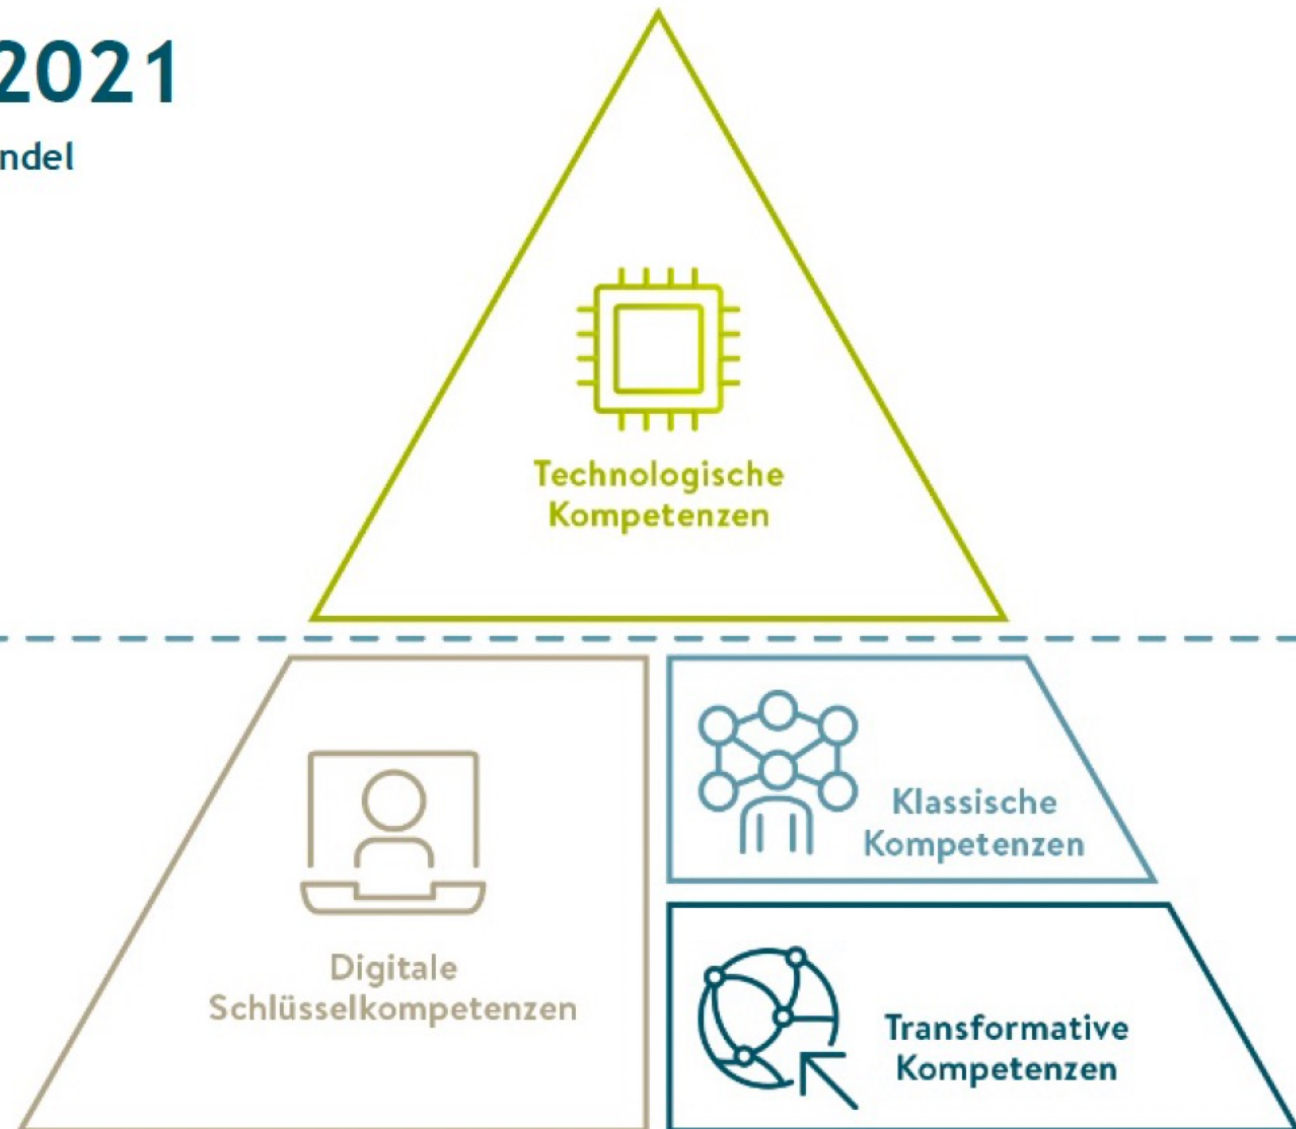 2021
ndel
Technologische
Kompetenzen
Klassische
Kompetenzen
Digitale
Schlüsselkompetenzen
Transformative
Kompetenzen